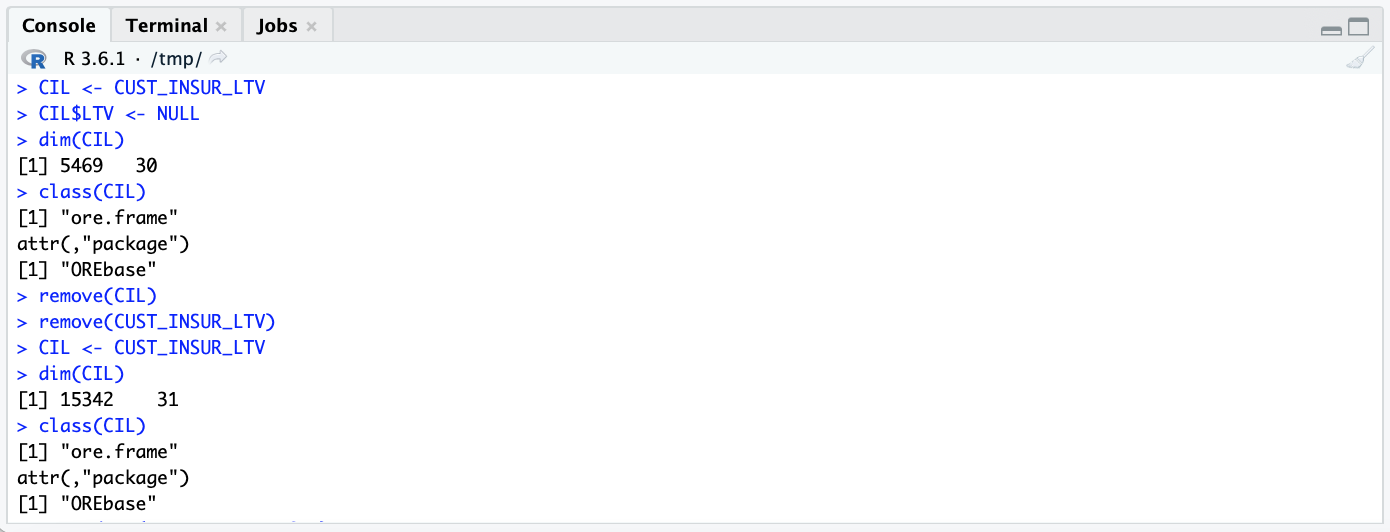 Console Terminal × Jobs ×
R R 3.6.1 · /tmp/
> CIL <- CUST_INSUR_LTV
> CIL$LTV <- NULL
> dim(CIL)
[1] 5469   30
> class(CIL)
[1] "ore.frame"
attr(,"package")
[1] "OREbase"
> remove(CIL)
> remove(CUST_INSUR_LTV)
> CIL <- CUST_INSUR_LTV
> dim(CIL)
[1] 15342    31
> class(CIL)
[1] "ore.frame"
attr(,"package")
[1] "OREbase"